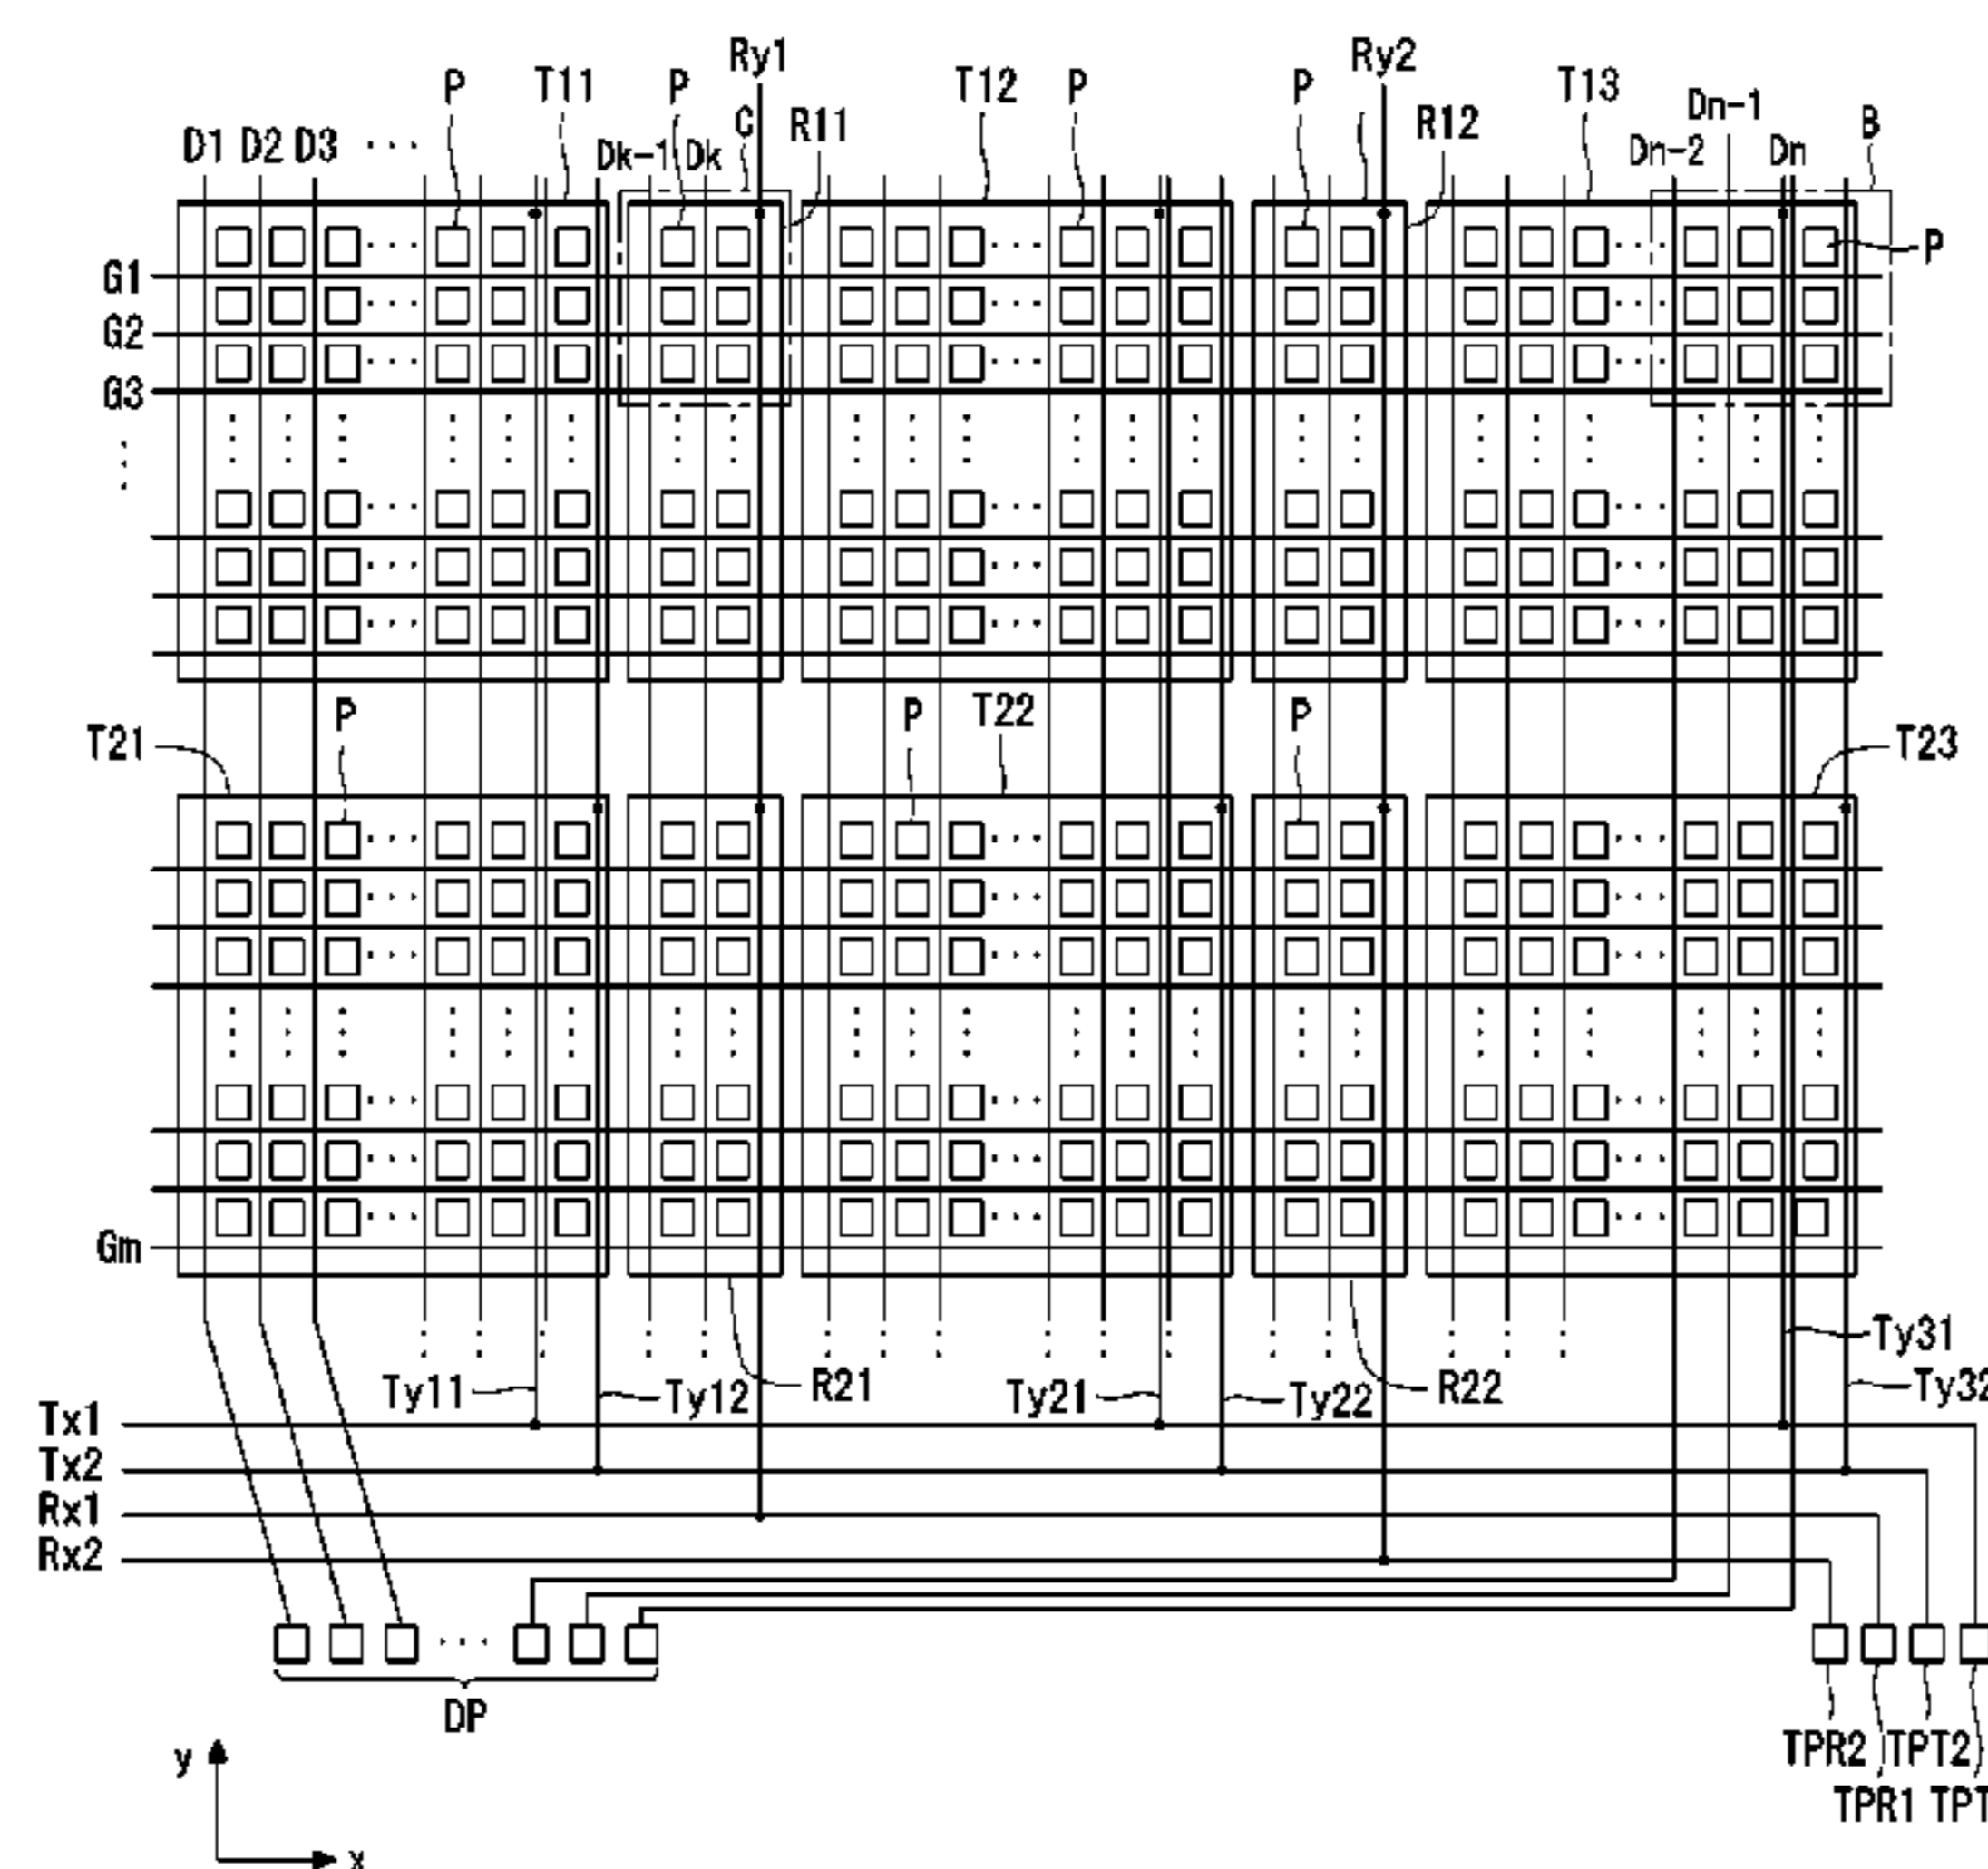 Ry1 Ry2
P T11 P T12 P P T13 Dn-1
C R11 R12 B
D1 D2 D3 ... Dk-1 Dk Dn-2 Dn
P
G1
G2
G3
P T22 P P
T21 T23
Gm
Ty31
Ty11 Ty12 R21 Ty21 Ty22 R22 Ty32
Tx1
Tx2
Rx1
Rx2
DP
TPR2 TPT2
TPR1 TPT
y
x